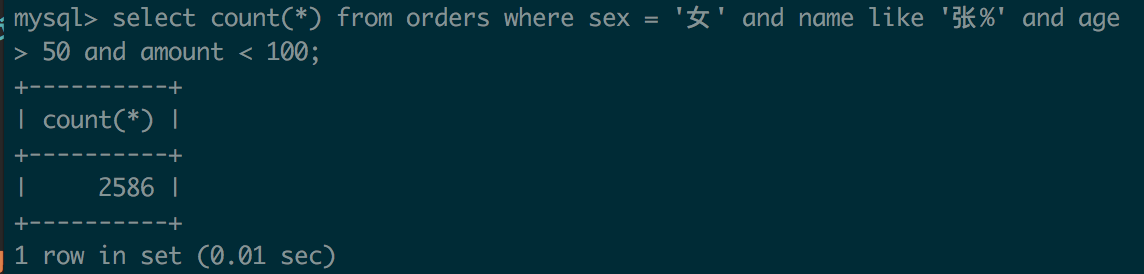 mysql> select count(*) from orders where sex = '女' and name like '张%' and age
> 50 and amount < 100;
+----------+
| count(*) |
+----------+
|     2586 |
+----------+
1 row in set (0.01 sec)